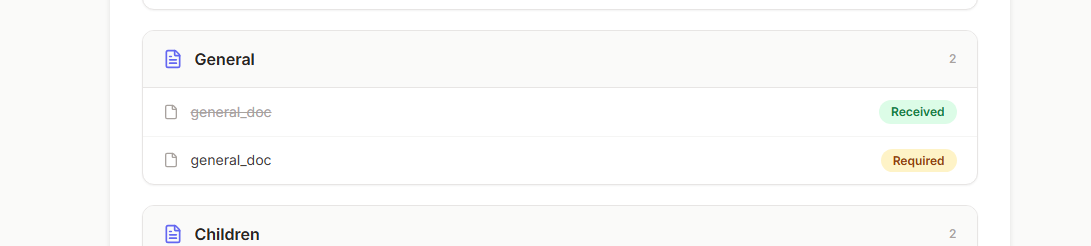 General 2
general_doc Received
general_doc Required
Children 2